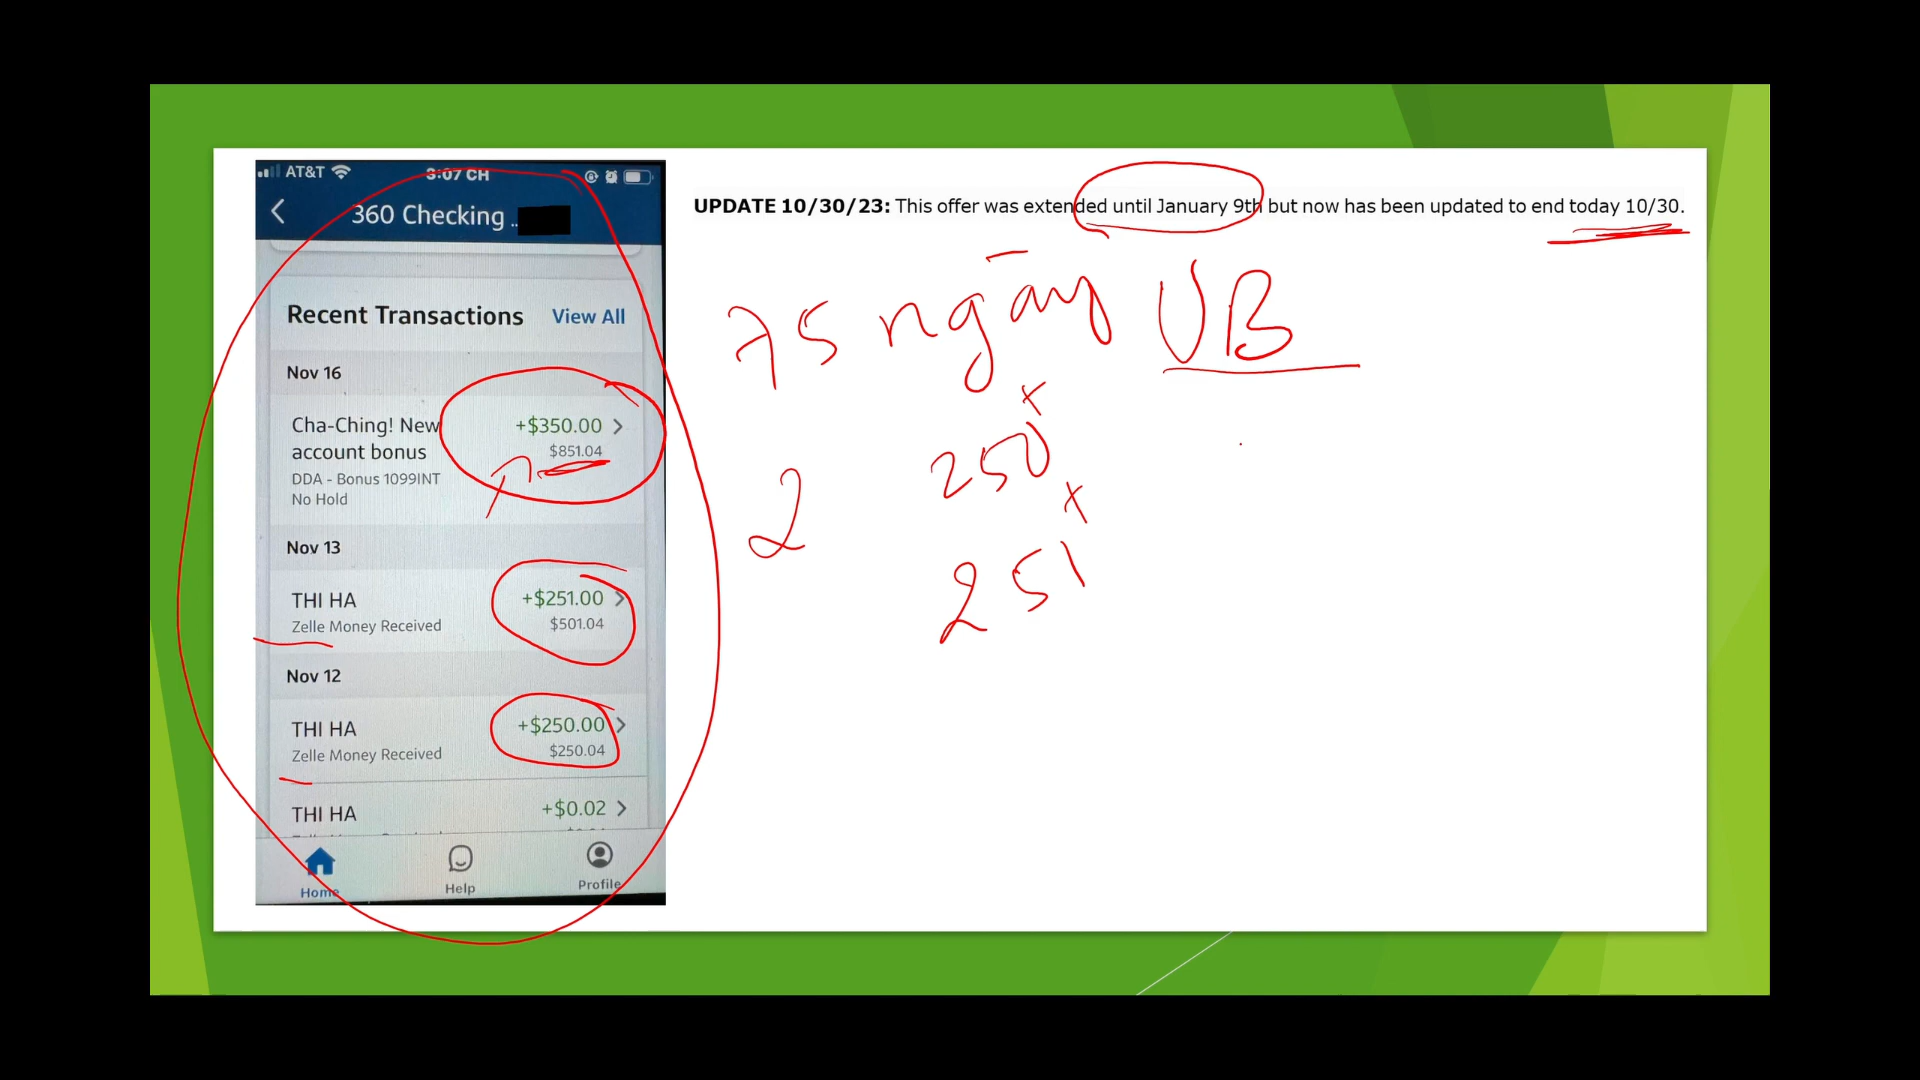 AT&T 3:07 CH
360 Checking ..
Recent Transactions View All
Nov 16
Cha-Ching! New +$350.00
account bonus $851.04
DDA - Bonus 1099INT
No Hold
Nov 13
THI HA +$251.00
Zelle Money Received $501.04
Nov 12
THI HA +$250.00
Zelle Money Received $250.04
THI HA +$0.02
Home Help Profile
UPDATE 10/30/23: This offer was extended until January 9th but now has been updated to end today 10/30.
75 ngày UB
250
2
251